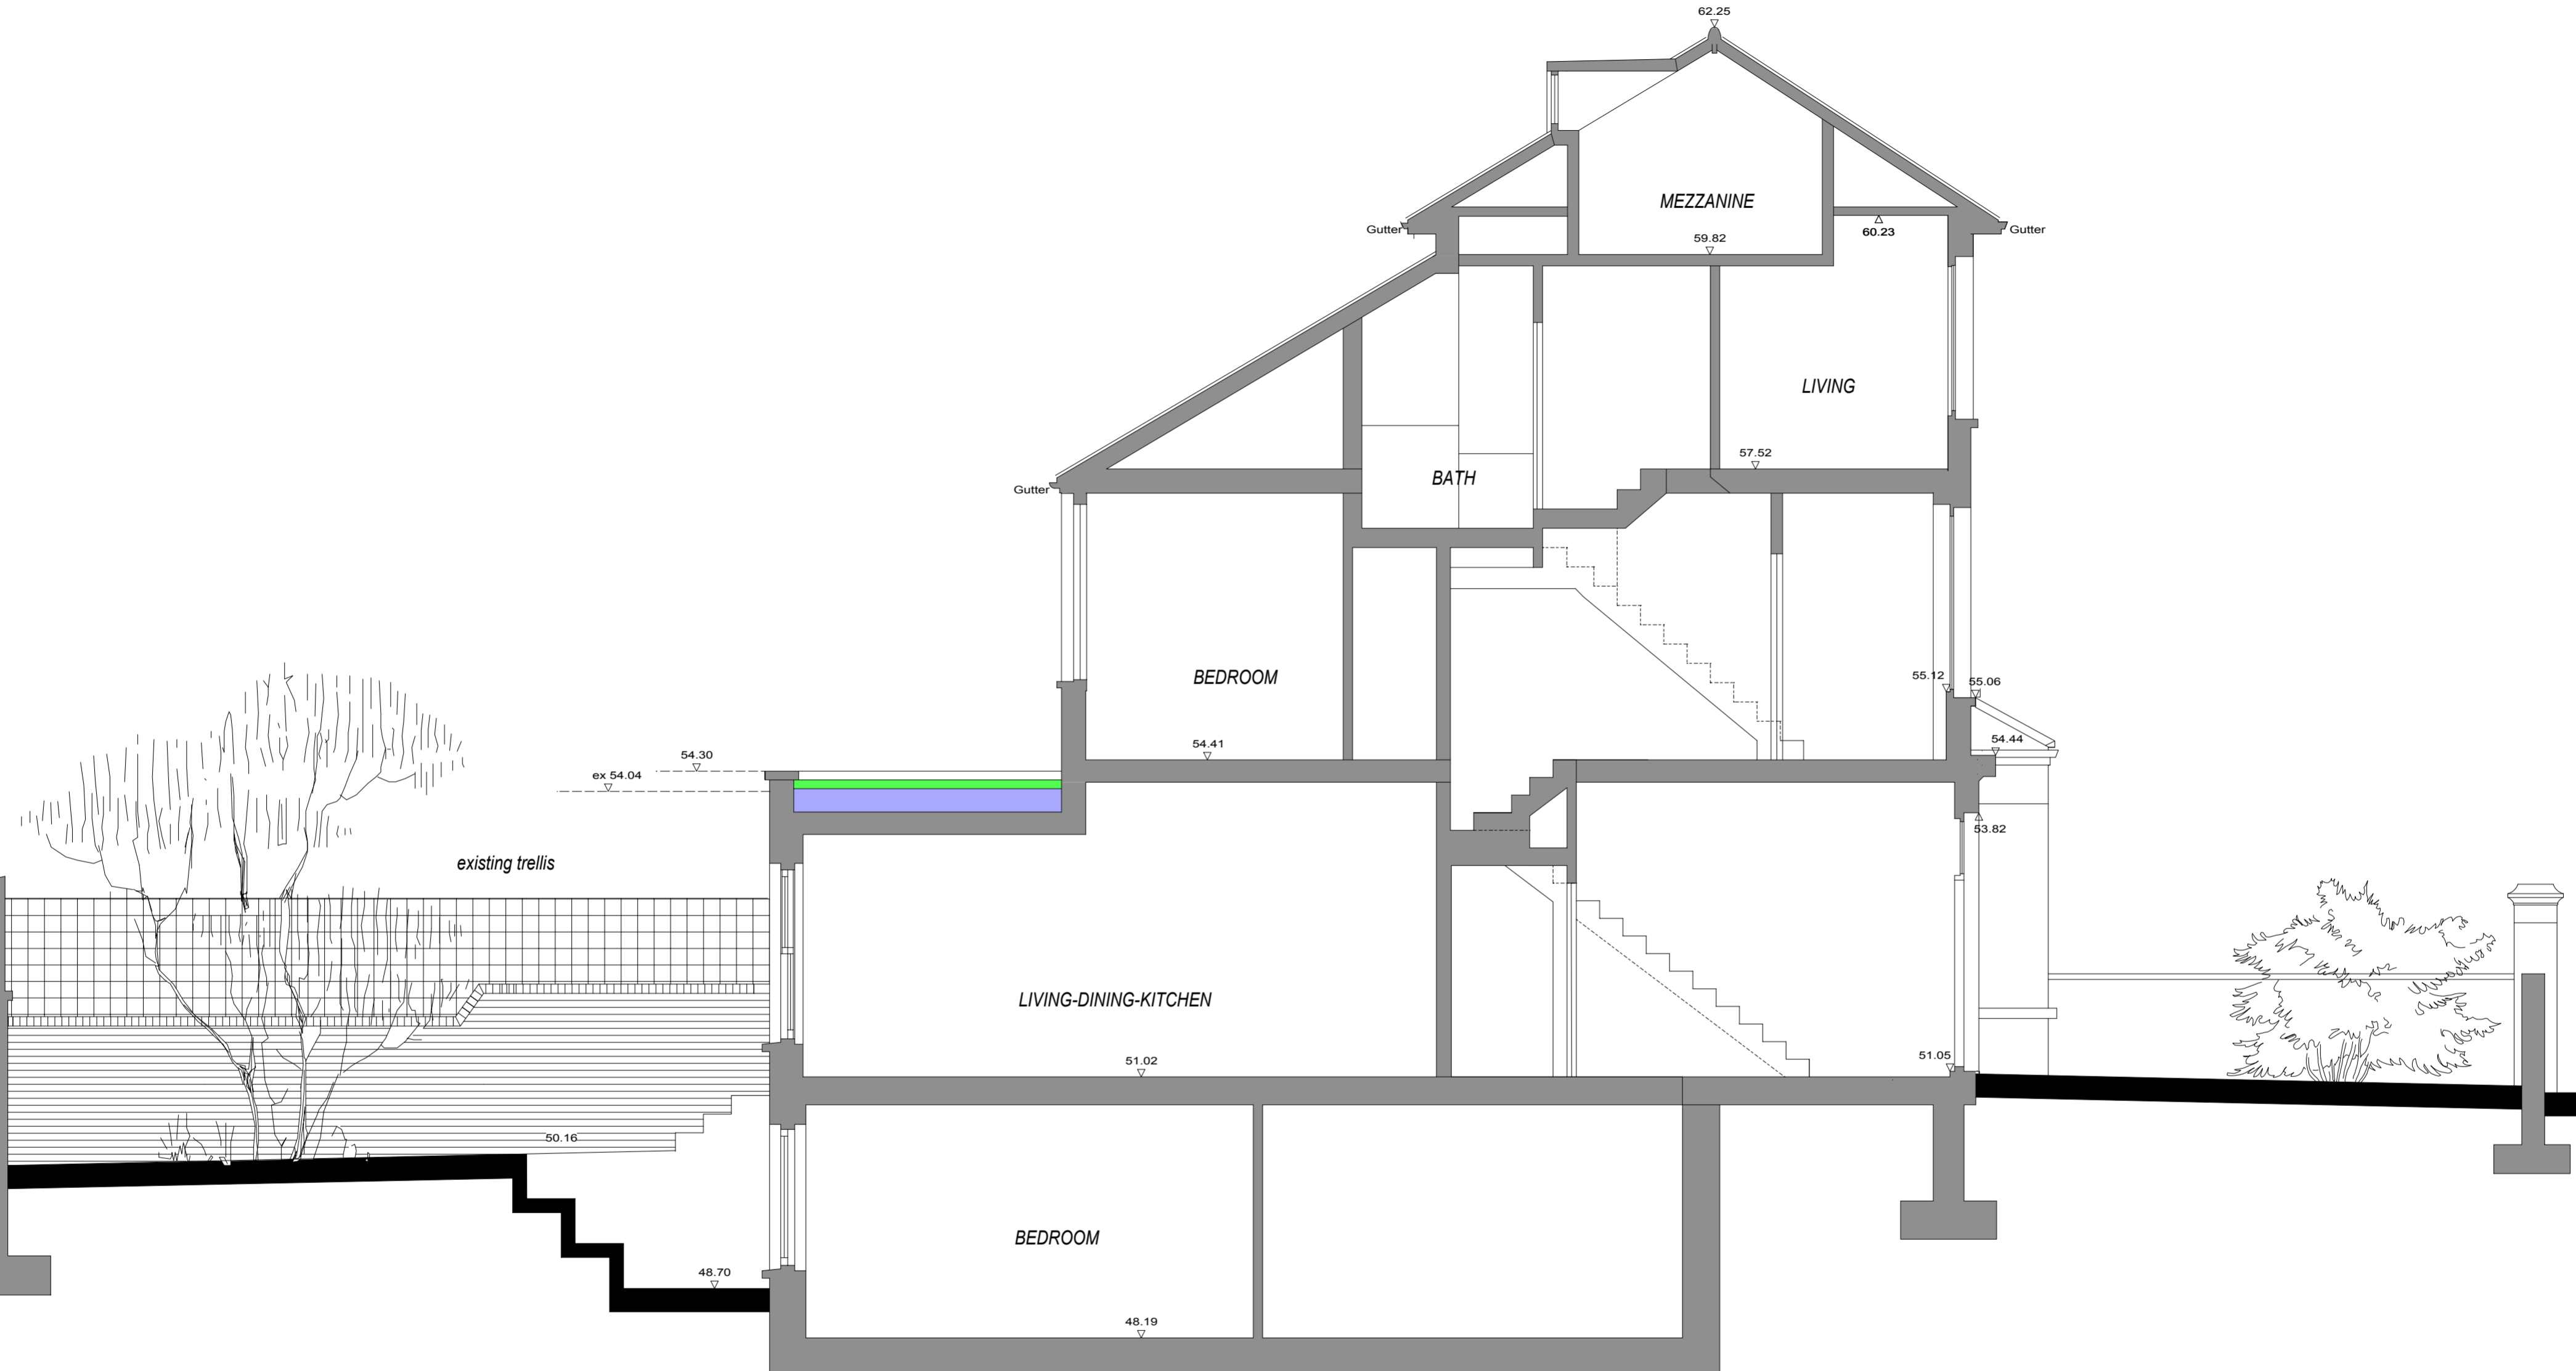 62.25
MEZZANINE
Gutter
59.82
60.23
Gutter
LIVING
57.52
BATH
Gutter
BEDROOM
55.12
55.06
54.44
54.41
54.30
ex 54.04
53.82
existing trellis
LIVING-DINING-KITCHEN
51.02
51.05
50.16
BEDROOM
48.70
48.19